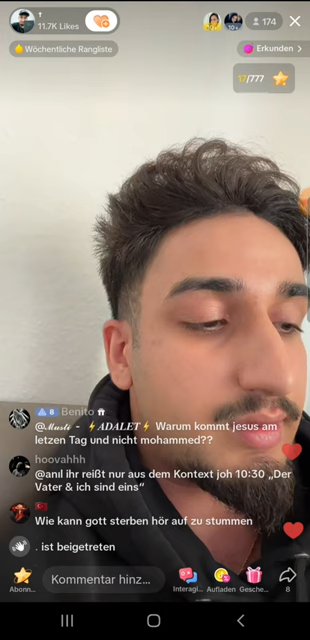 11.7K Likes
10+
174
Wöchentliche Rangliste
Erkunden
17/777
8 Benito
@𝓜𝓾𝓼𝓽𝓲 - ⚡𝑨𝑫𝑨𝑳𝑬𝑻⚡ Warum kommt jesus am
letzen Tag und nicht mohammed??
hoovahhh
@anıl ihr reißt nur aus dem Kontext joh 10:30 „Der
Vater & ich sind eins“
Wie kann gott sterben hör auf zu stummen
. ist beigetreten
Abonn...
Kommentar hinz...
Interagi...
Aufladen
Gesche...
8